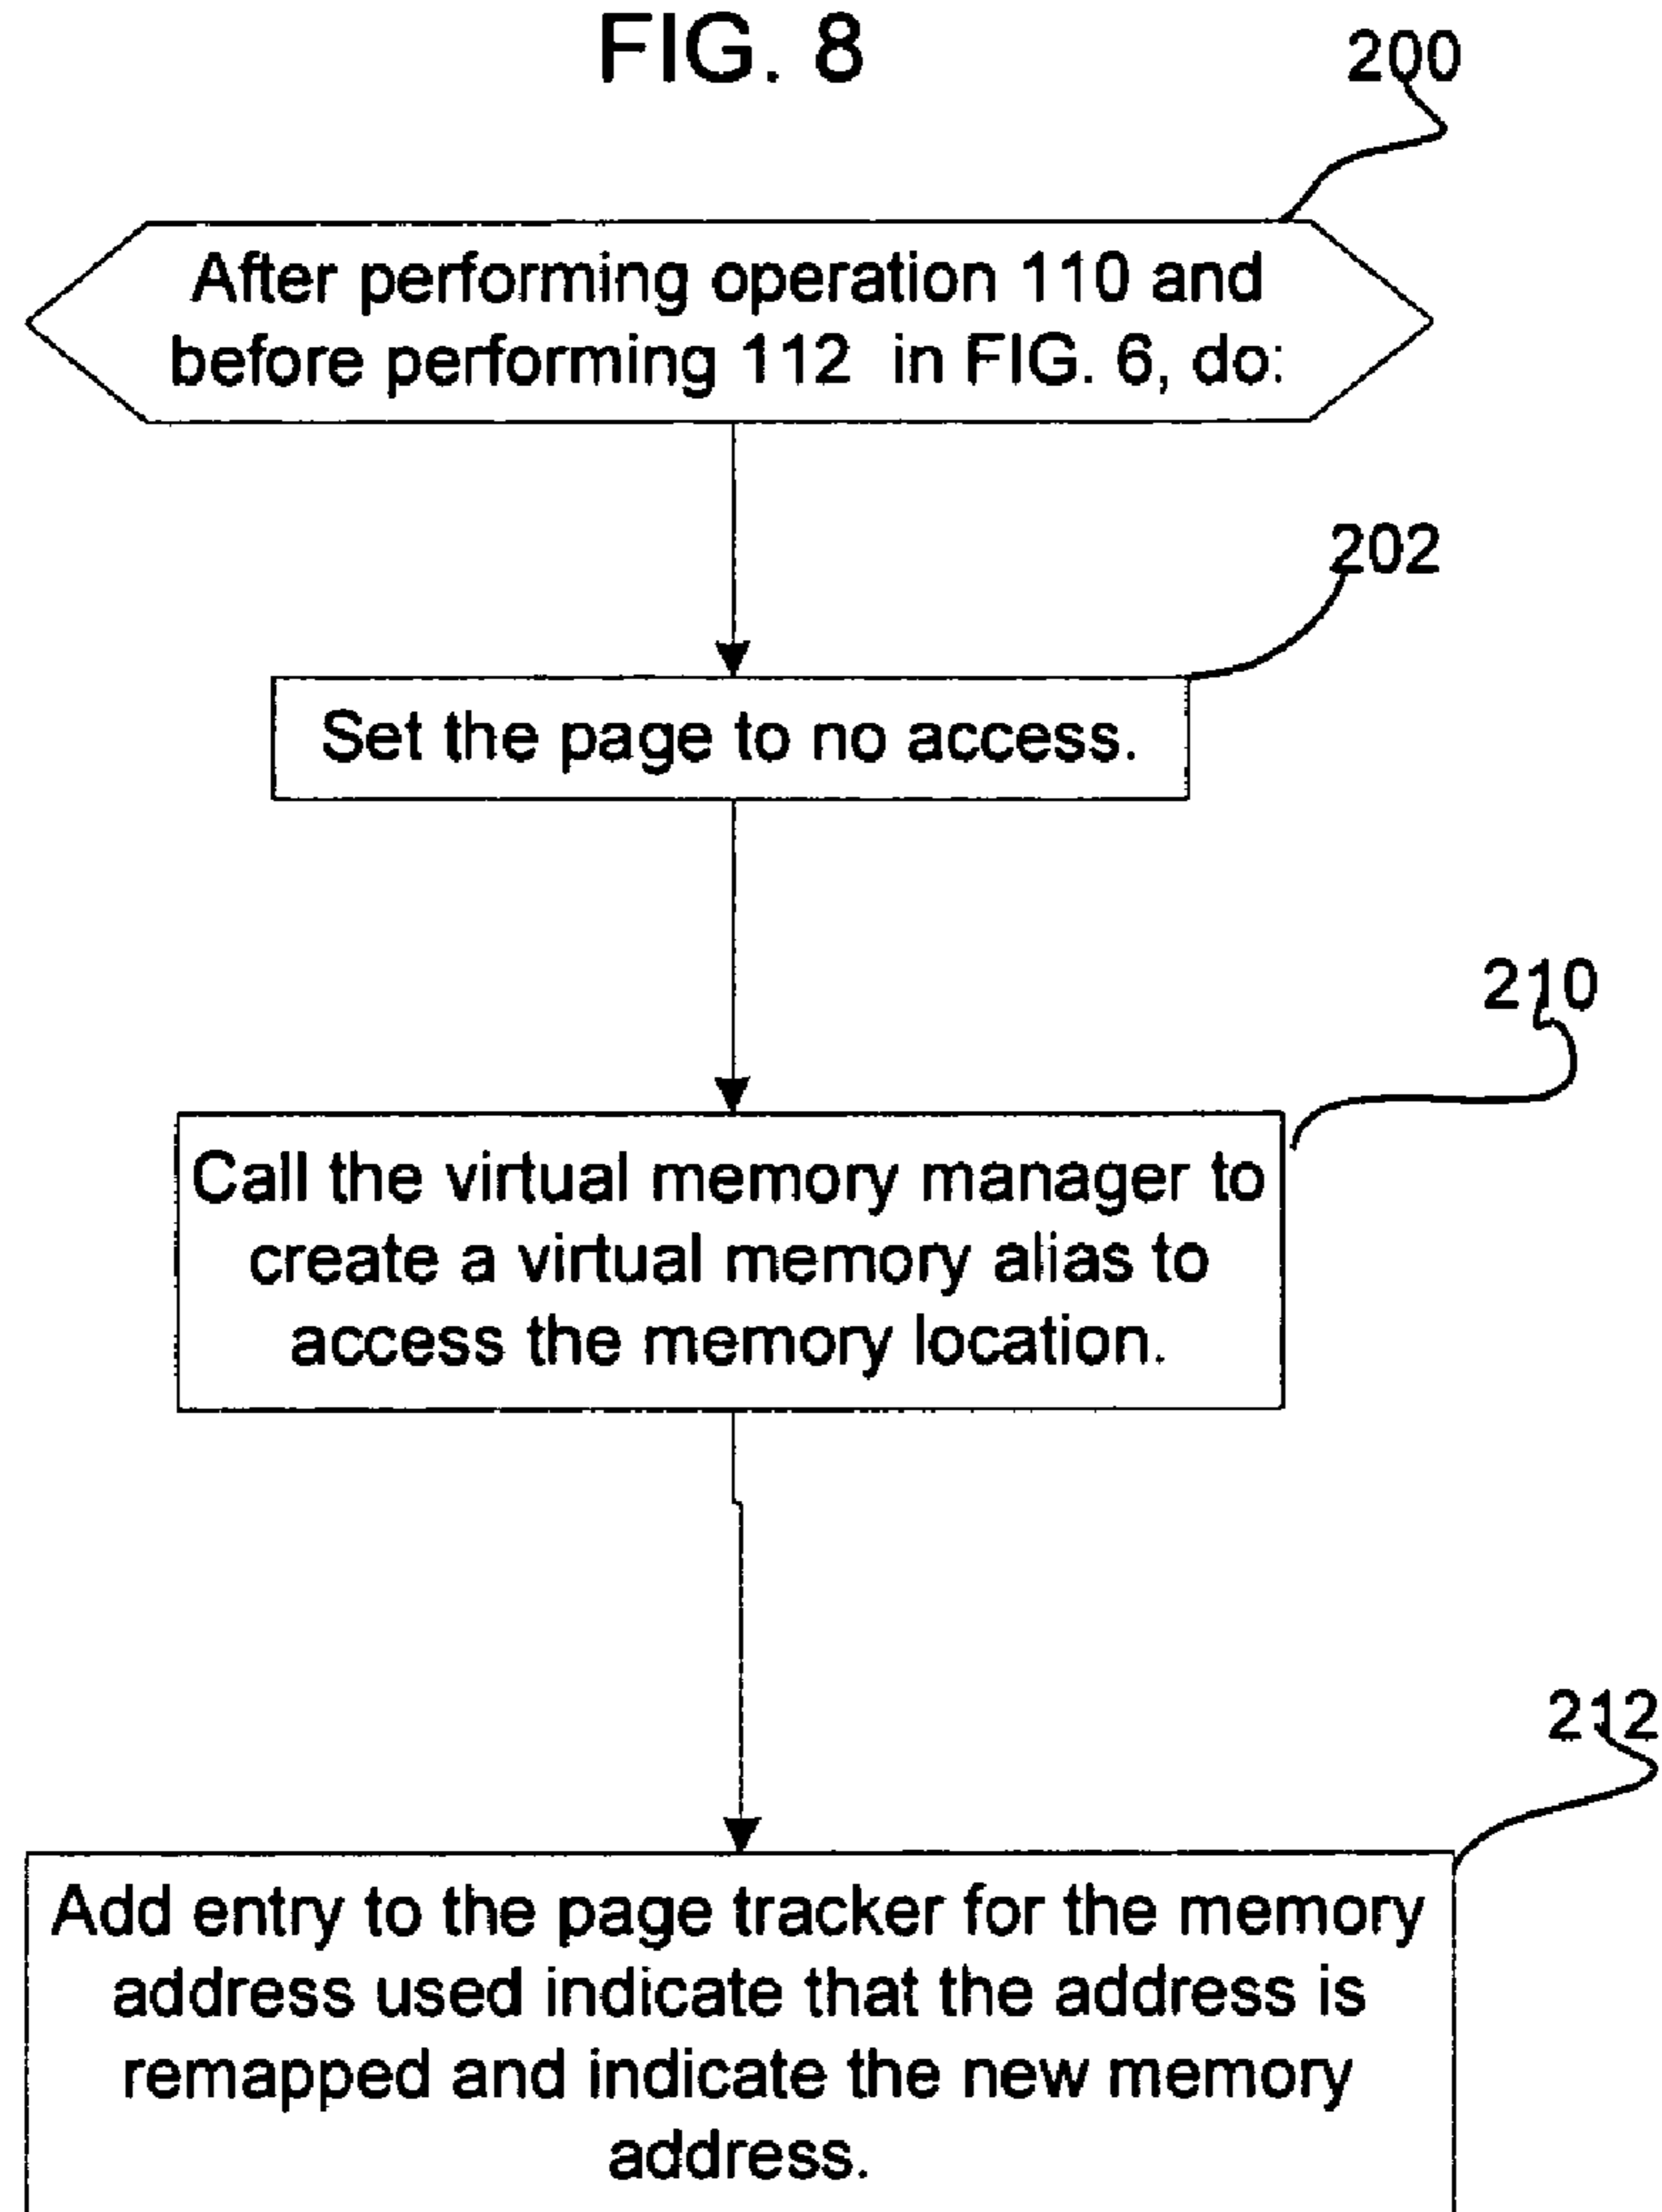 FIG. 8
200
After performing operation 110 and
before performing 112 in FIG. 6, do:
202
Set the page to no access.
210
Call the virtual memory manager to
create a virtual memory alias to
access the memory location.
212
Add entry to the page tracker for the memory
address used indicate that the address is
remapped and indicate the new memory
address.